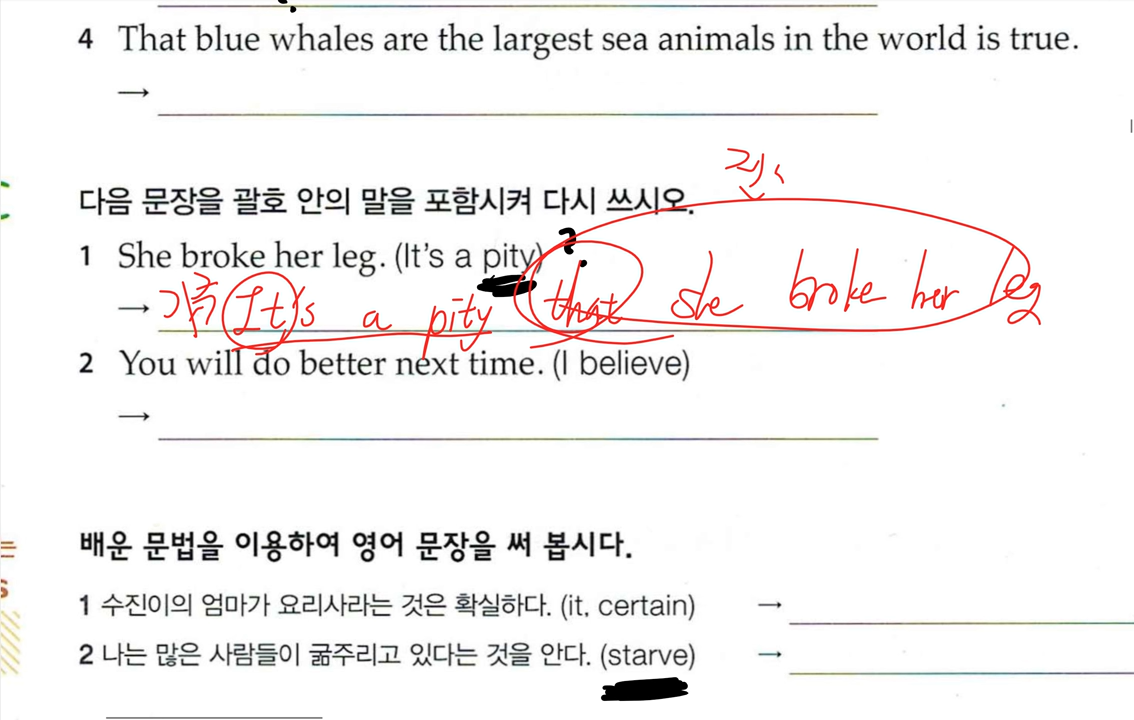 4 That blue whales are the largest sea animals in the world is true.
→
다음 문장을 괄호 안의 말을 포함시켜 다시 쓰시오.
1 She broke her leg. (It's a pity) ?
→ It's a pity that she broke her leg
2 You will do better next time. (I believe)
→
배운 문법을 이용하여 영어 문장을 써 봅시다.
1 수진이의 엄마가 요리사라는 것은 확실하다. (it, certain) →
2 나는 많은 사람들이 굶주리고 있다는 것을 안다. (starve) →